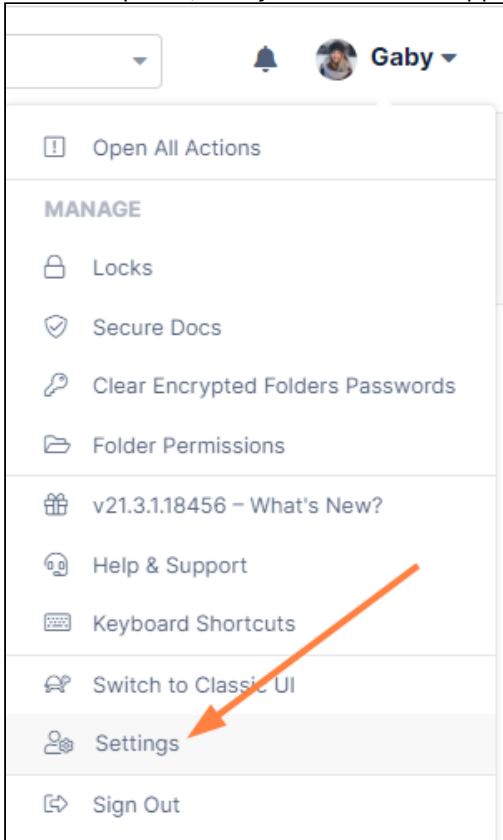 Gaby
Open All Actions
MANAGE
Locks
Secure Docs
Clear Encrypted Folders Passwords
Folder Permissions
v21.3.1.18456 – What's New?
Help & Support
Keyboard Shortcuts
Switch to Classic UI
Settings
Sign Out